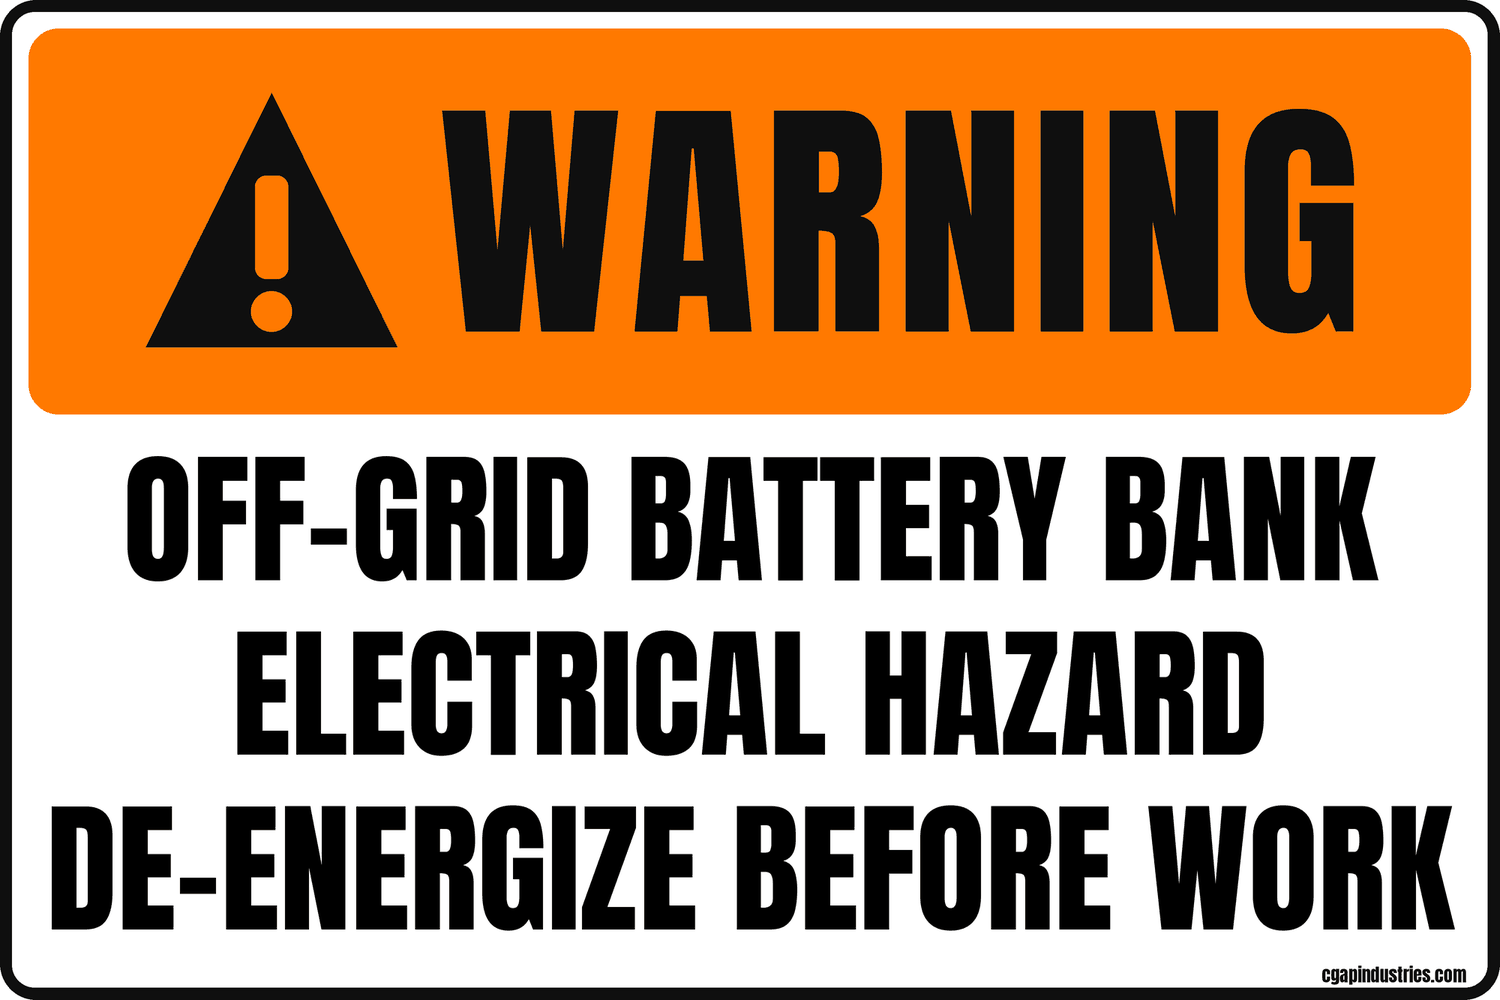 WARNING
OFF-GRID BATTERY BANK
ELECTRICAL HAZARD
DE-ENERGIZE BEFORE WORK
cgapindustries.com